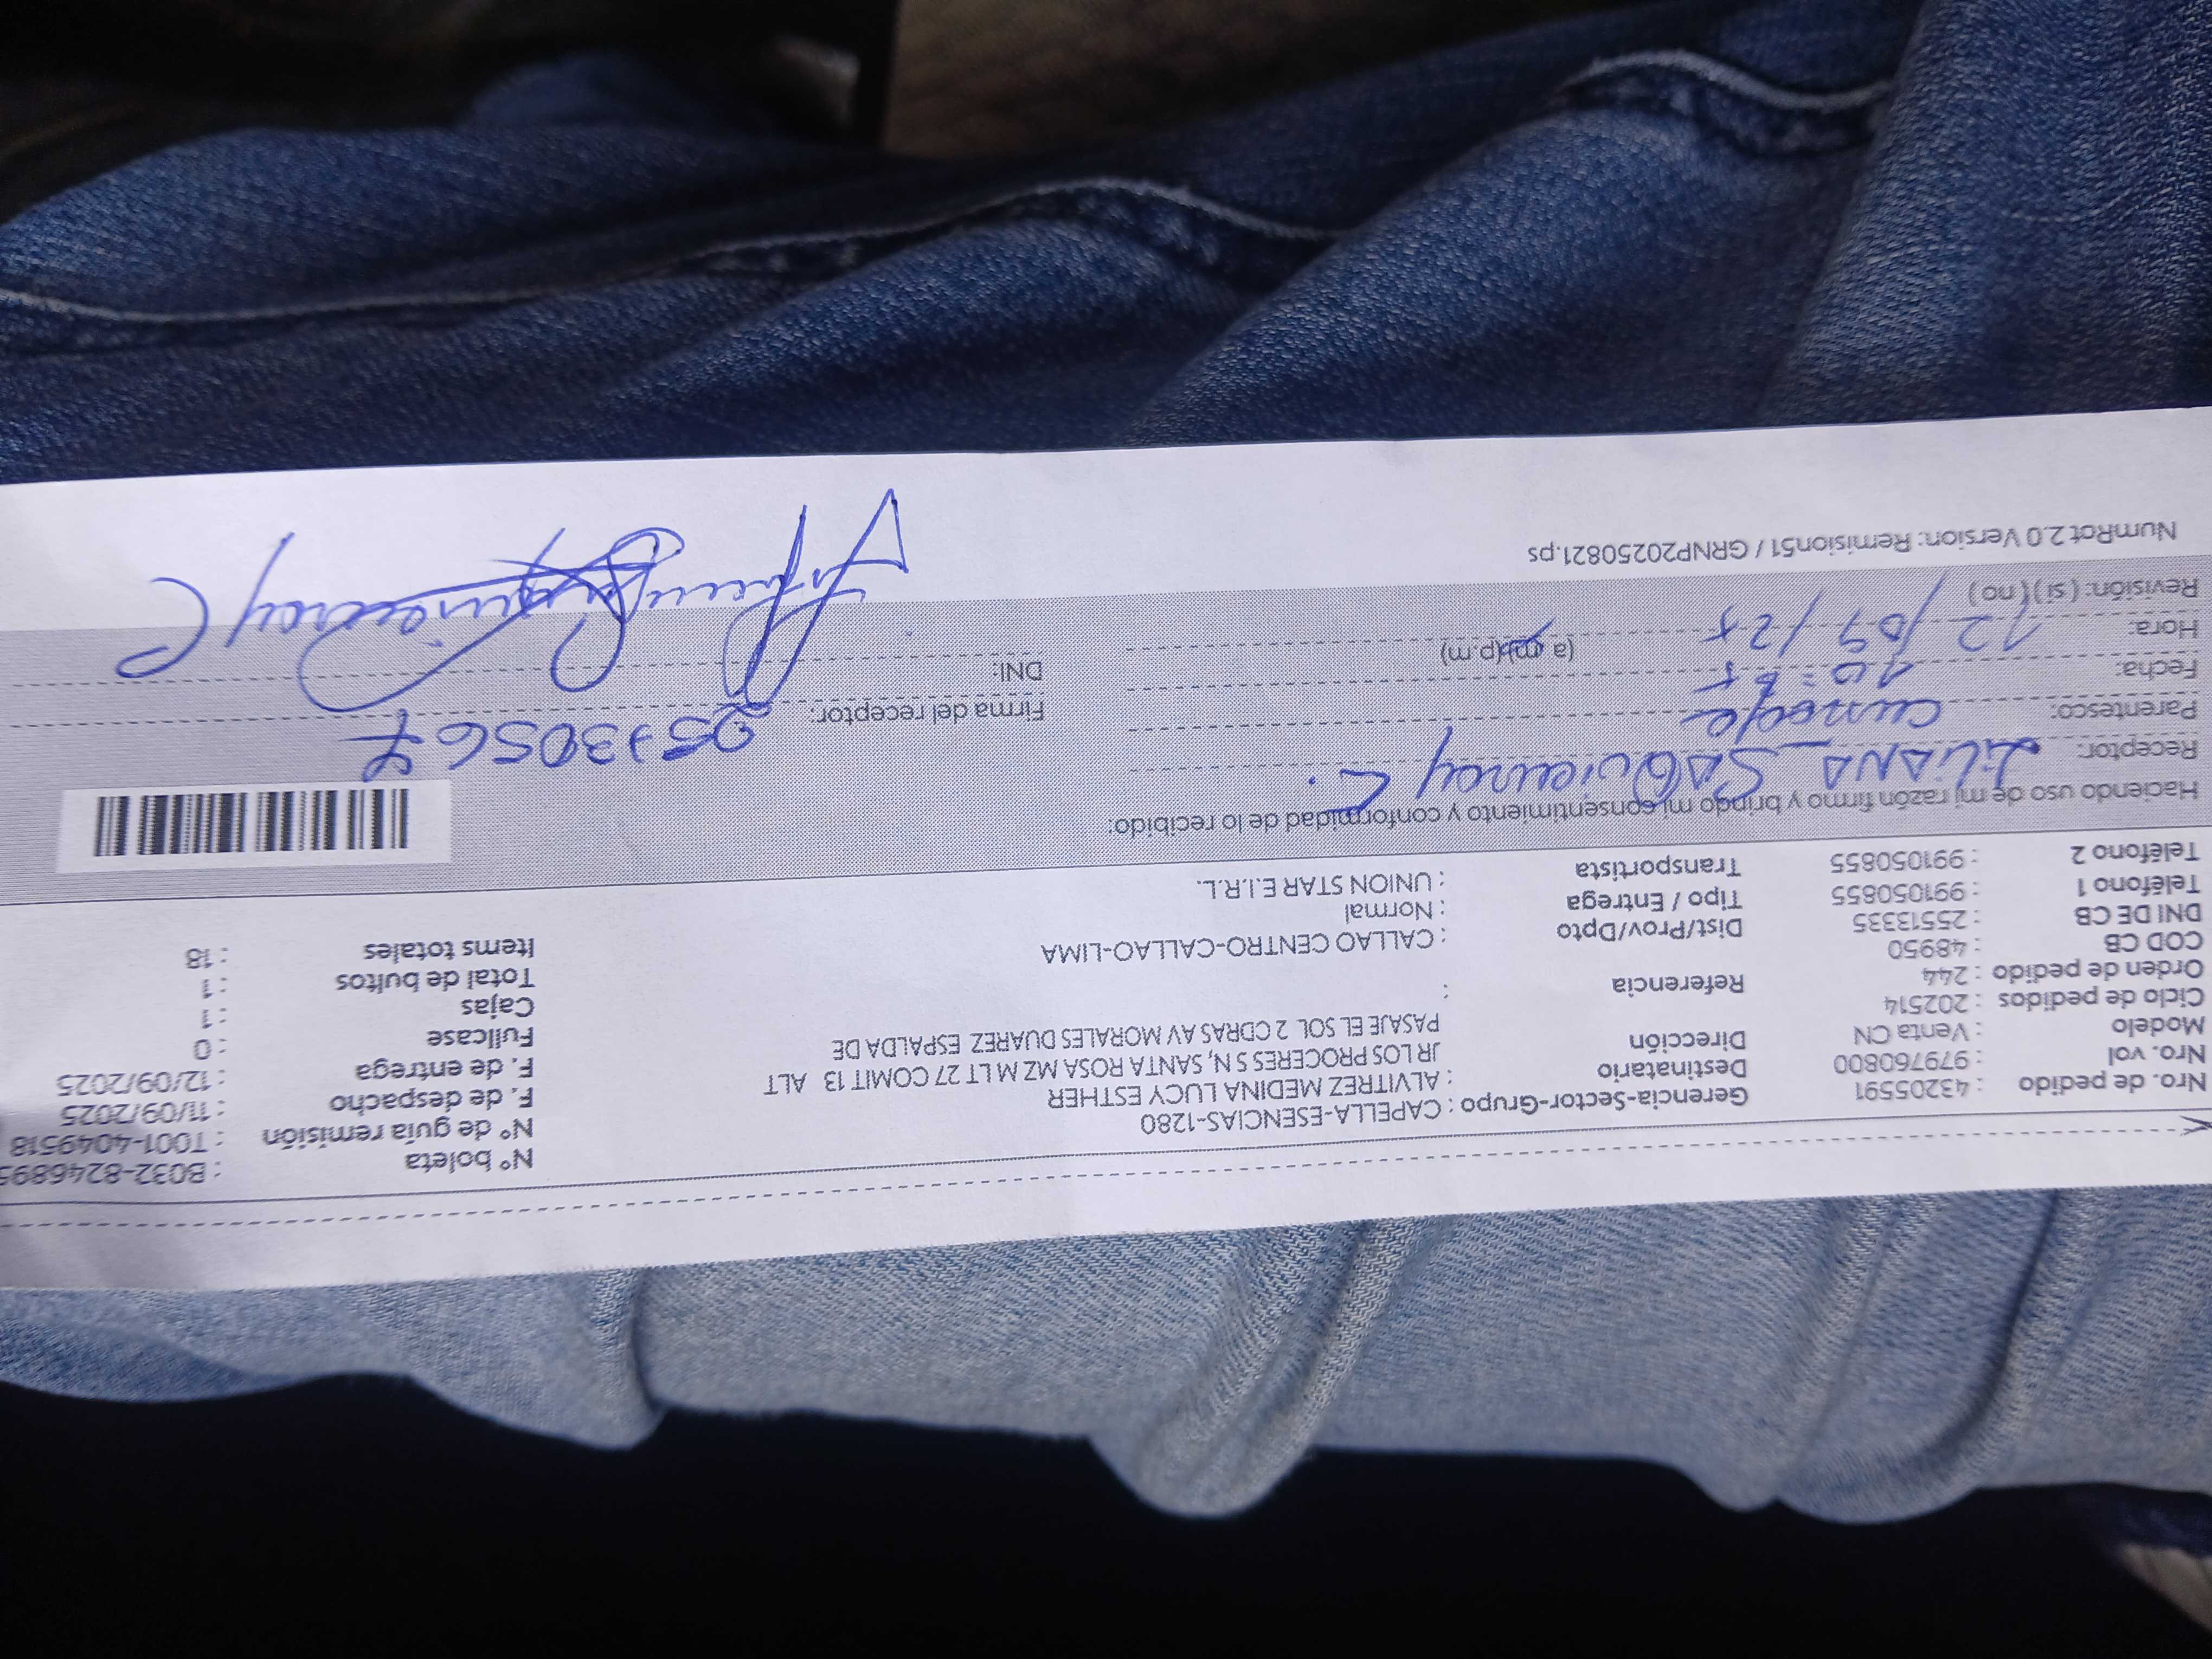 Nro. de pedido : 43205591
Nro. vol : 979760800
Modelo : Venta CN
Ciclo de pedidos : 202514
Orden de pedido : 244
COD CB : 48950
DNI DE CB : 25513335
Teléfono 1 : 991050855
Teléfono 2 : 991050855
Gerencia-Sector-Grupo : CAPELLA-ESENCIAS-1280
Destinatario : ALVITREZ MEDINA LUCY ESTHER
Dirección JR LOS PROCERES S N, SANTA ROSA MZ M LT 27 COMIT 13 ALT
PASAJE EL SOL 2 CDRAS AV MORALES DUAREZ ESPALDA DE
Referencia :
Dist/Prov/Dpto : CALLAO CENTRO-CALLAO-LIMA
Tipo / Entrega : Normal
Transportista : UNION STAR E.I.R.L.
N° boleta : B032-8246895
N° de guía remisión : T001-4049518
F. de despacho : 11/09/2025
F. de entrega : 12/09/2025
Fullcase : 0
Cajas : 1
Total de bultos : 1
Items totales : 18
Haciendo uso de mi razón firmo y brindo mi consentimiento y conformidad de lo recibido:
Receptor: LILIANA C.
Parentesco: cuñada
Fecha:
Hora: 12/09/25 (a.m)(p.m)
Revisión: (si) (no)
Firma del receptor:
DNI:
NumRot 2.0 Version: Remision51 / GRNP20250821.ps